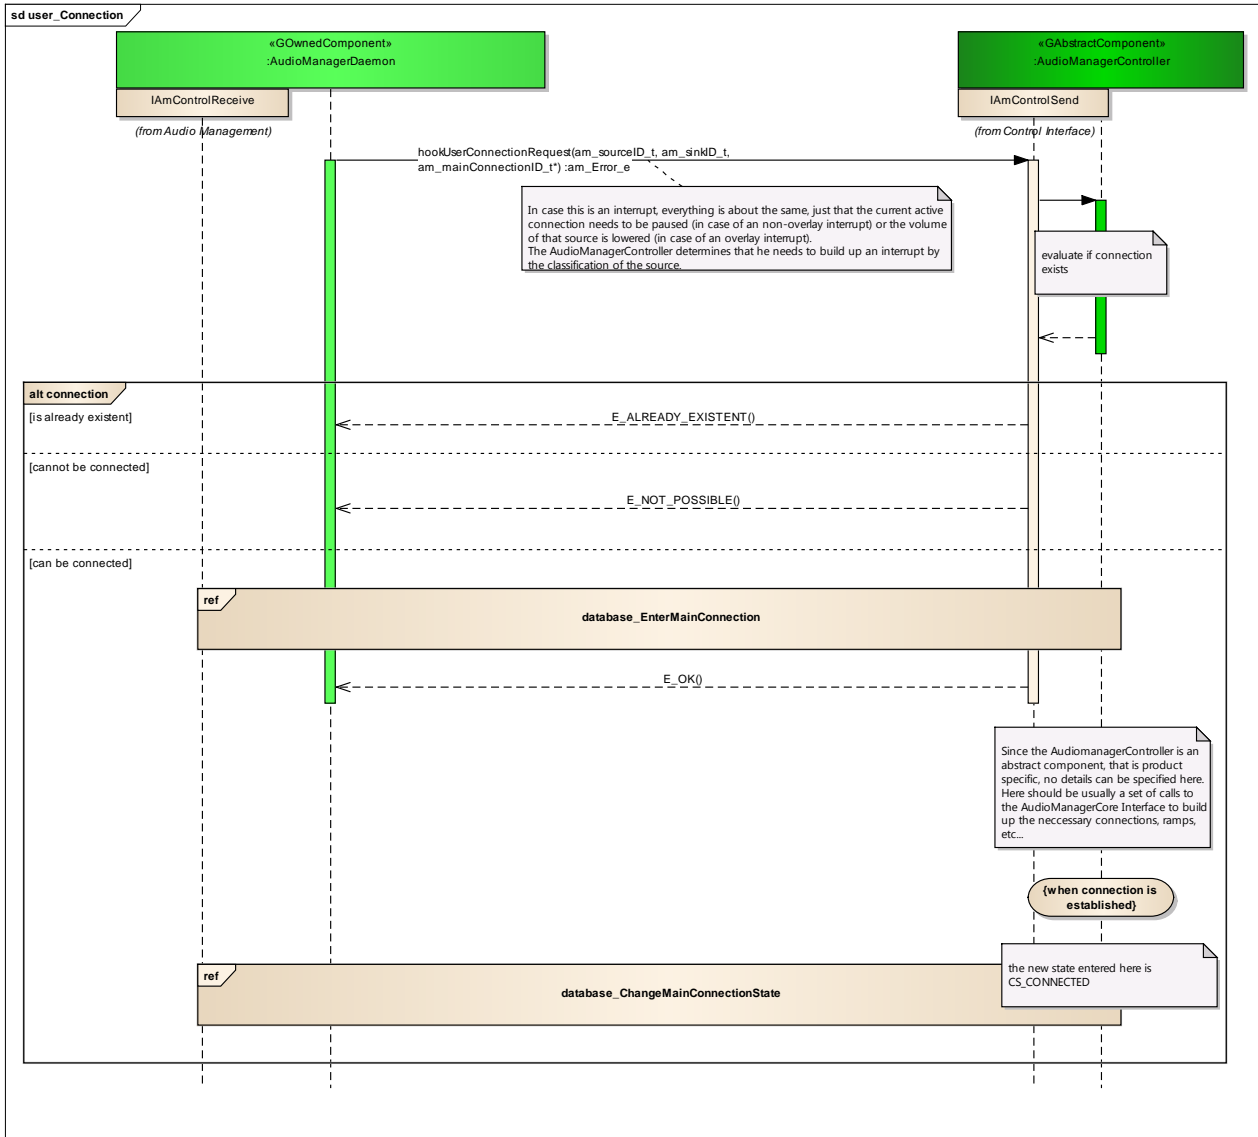 sd user_Connection
«GOwnedComponent»
:AudioManagerDaemon
«GAbstractComponent»
:AudioManagerController
IAmControlReceive
IAmControlSend
(from Audio Management)
(from Control Interface)
hookUserConnectionRequest(am_sourceID_t, am_sinkID_t,
am_mainConnectionID_t*) :am_Error_e
In case this is an interrupt, everything is about the same, just that the current active
connection needs to be paused (in case of an non-overlay interrupt) or the volume
of that source is lowered (in case of an overlay interrupt).
The AudioManagerController determines that he needs to build up an interrupt by
the classification of the source.
evaluate if connection
exists
alt connection
[is already existent]
E_ALREADY_EXISTENT()
[cannot be connected]
E_NOT_POSSIBLE()
[can be connected]
ref
database_EnterMainConnection
E_OK()
Since the AudiomanagerController is an
abstract component, that is product
specific, no details can be specified here.
Here should be usually a set of calls to
the AudioManagerCore Interface to build
up the neccessary connections, ramps,
etc...
{when connection is
established}
ref
database_ChangeMainConnectionState
the new state entered here is
CS_CONNECTED